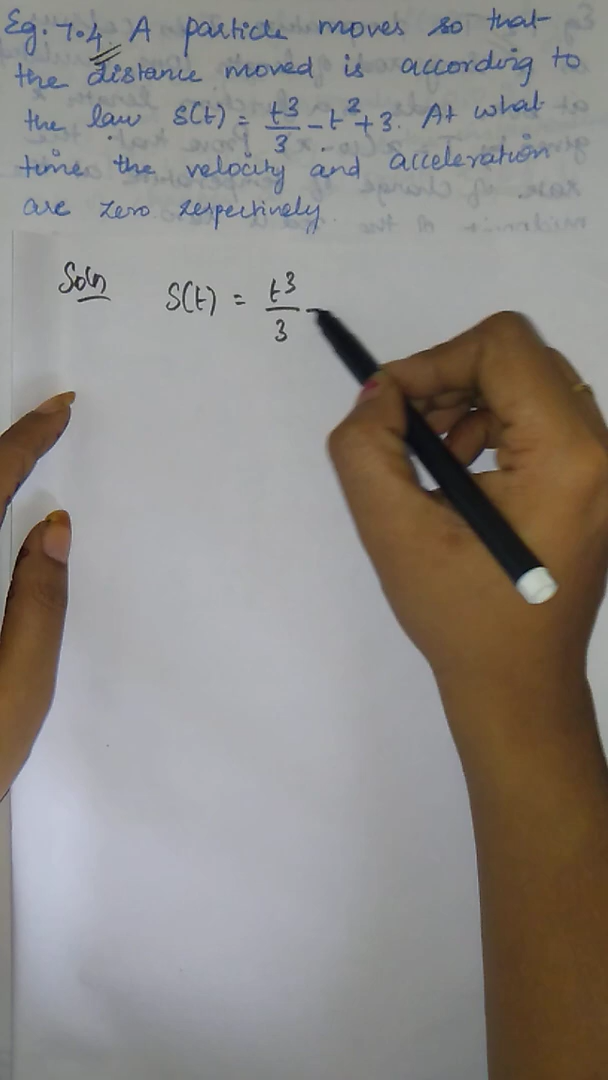 Eg. 7.4. A particle moves so that
the distance moved is according to
the law S(t) = t³/3 - t² + 3. At what
times the velocity and acceleration
are zero respectively.
Soln S(t) = t³/3 -